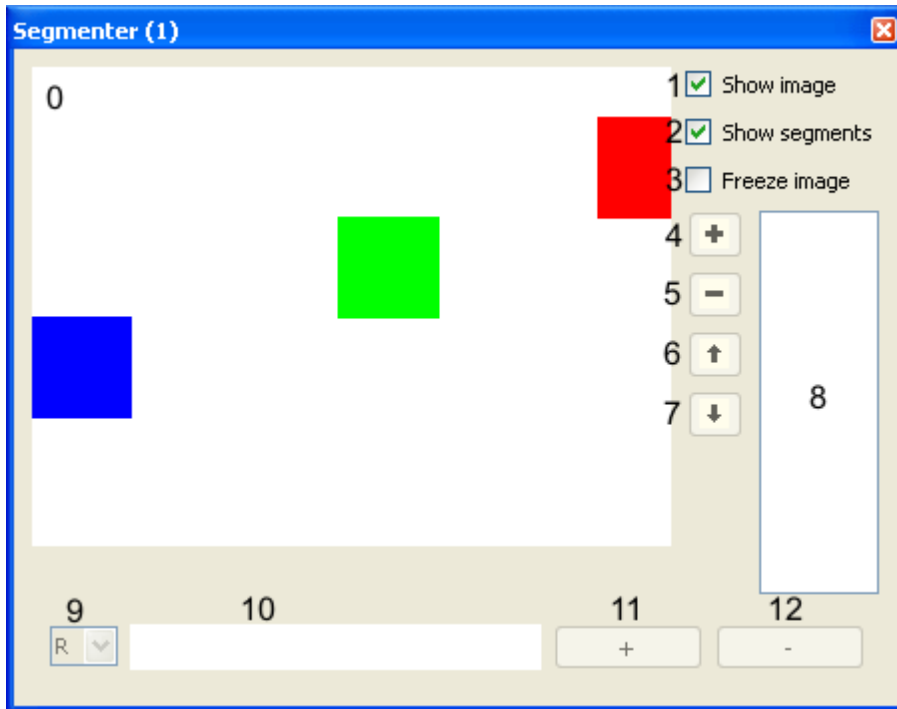 Segmenter (1)
0
1 Show image
2 Show segments
3 Freeze image
4 +
5 -
6
7
8
9 10 11 12
R + -